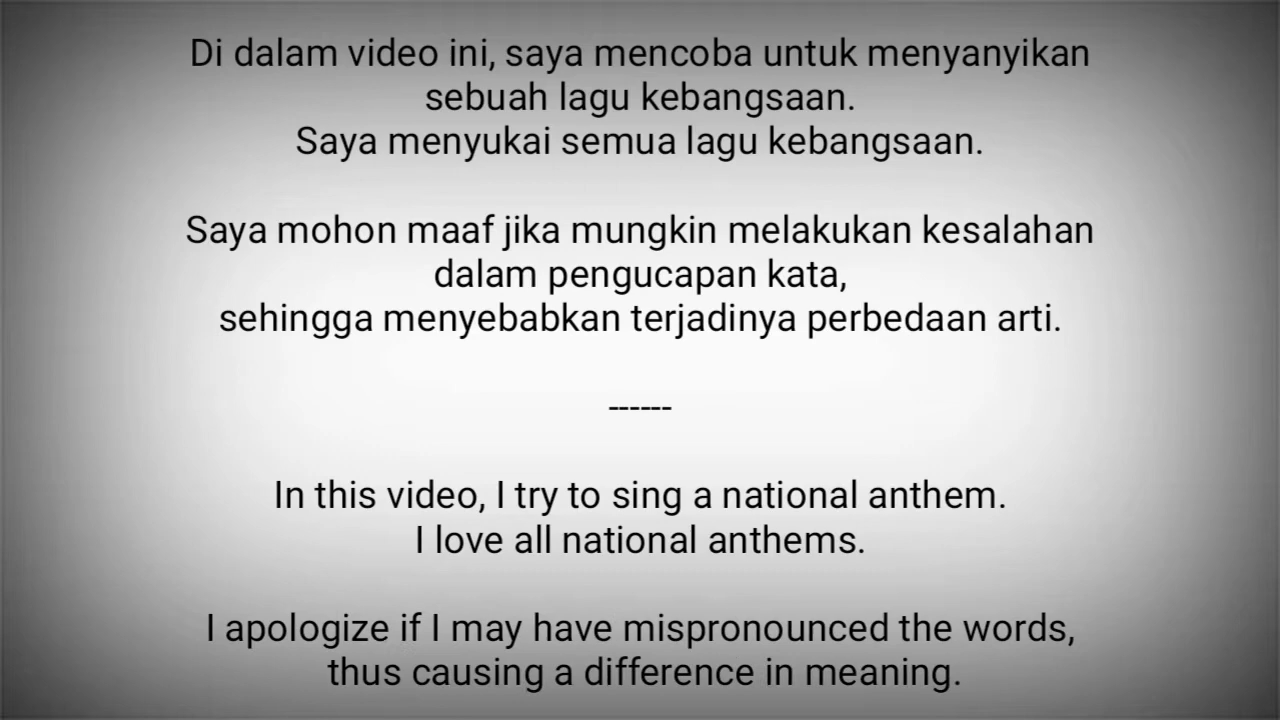 Di dalam video ini, saya mencoba untuk menyanyikan
sebuah lagu kebangsaan.
Saya menyukai semua lagu kebangsaan.
Saya mohon maaf jika mungkin melakukan kesalahan
dalam pengucapan kata,
sehingga menyebabkan terjadinya perbedaan arti.
------
In this video, I try to sing a national anthem.
I love all national anthems.
I apologize if I may have mispronounced the words,
thus causing a difference in meaning.